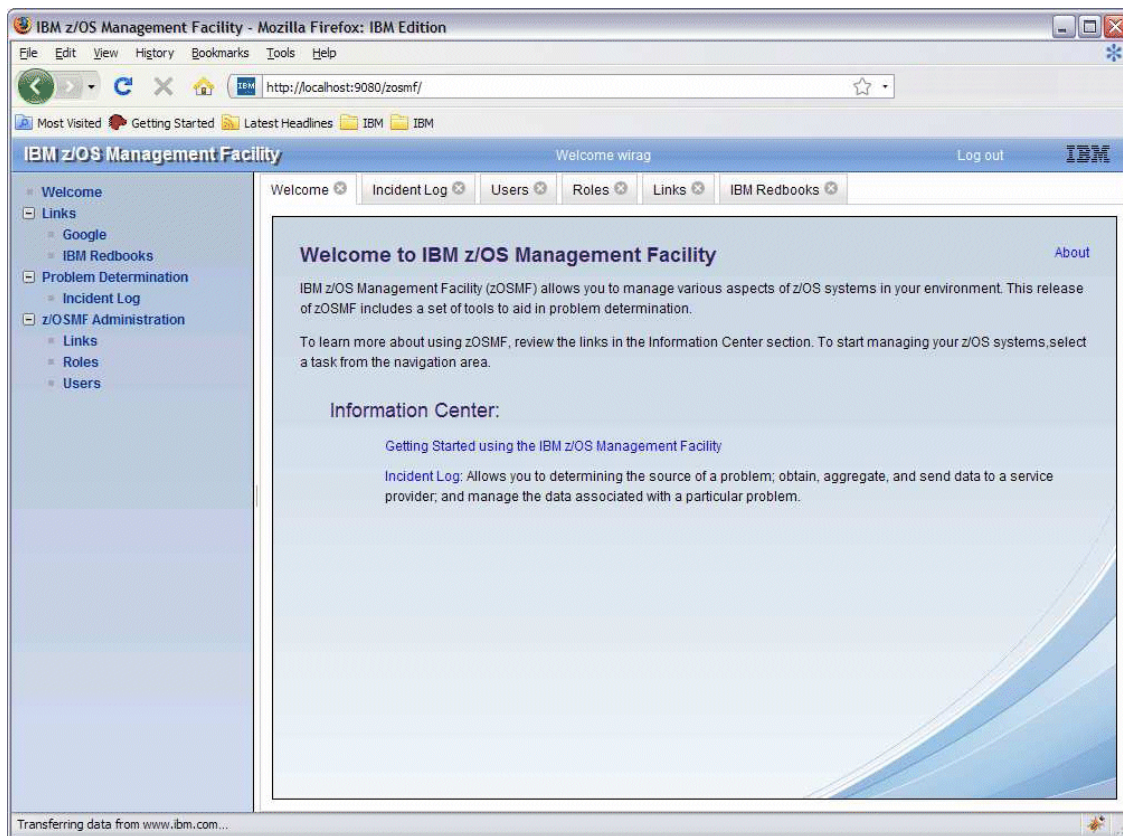 IBM z/OS Management Facility - Mozilla Firefox: IBM Edition
File Edit View History Bookmarks Tools Help
IBM http://localhost:9080/zosmf/
Most Visited Getting Started Latest Headlines IBM IBM
IBM z/OS Management Facility Welcome wirag Log out IBM
Welcome
Links
Google
IBM Redbooks
Problem Determination
Incident Log
z/OSMF Administration
Links
Roles
Users
Welcome Incident Log Users Roles Links IBM Redbooks
Welcome to IBM z/OS Management Facility About
IBM z/OS Management Facility (zOSMF) allows you to manage various aspects of z/OS systems in your environment. This release
of zOSMF includes a set of tools to aid in problem determination.
To learn more about using zOSMF, review the links in the Information Center section. To start managing your z/OS systems,select
a task from the navigation area.
Information Center:
Getting Started using the IBM z/OS Management Facility
Incident Log: Allows you to determining the source of a problem; obtain, aggregate, and send data to a service
provider; and manage the data associated with a particular problem.
Transferring data from www.ibm.com...